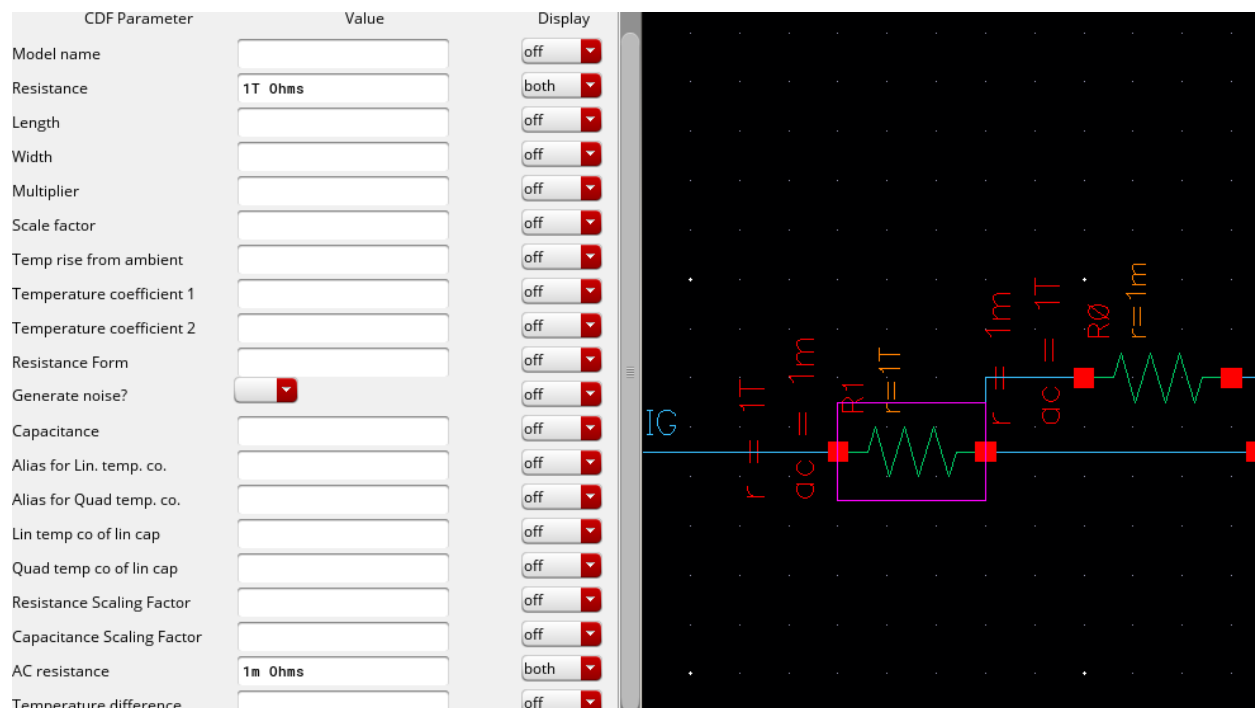 CDF Parameter Value Display
Model name off
Resistance 1T Ohms both
Length off
Width off
Multiplier off
Scale factor off
Temp rise from ambient off
Temperature coefficient 1 off
Temperature coefficient 2 off
Resistance Form off
Generate noise?
Capacitance off
Alias for Lin. temp. co. off
Alias for Quad temp. co. off
Lin temp co of lin cap off
Quad temp co of lin cap off
Resistance Scaling Factor off
Capacitance Scaling Factor off
AC resistance 1m Ohms both
Temperature difference off
IG
r = 1T
ac = 1m
R1
r=1T
r = 1m
ac = 1T
R0
r=1m